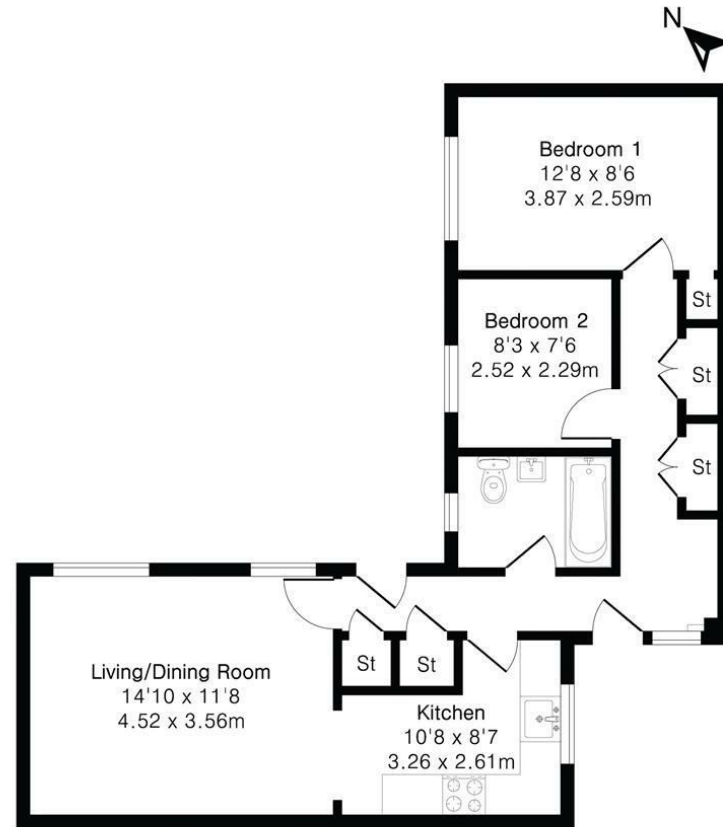 N
Bedroom 1
12'8 x 8'6
3.87 x 2.59m
St
Bedroom 2
8'3 x 7'6
2.52 x 2.29m
St
St
Living/Dining Room
14'10 x 11'8
4.52 x 3.56m
St
St
Kitchen
10'8 x 8'7
3.26 x 2.61m